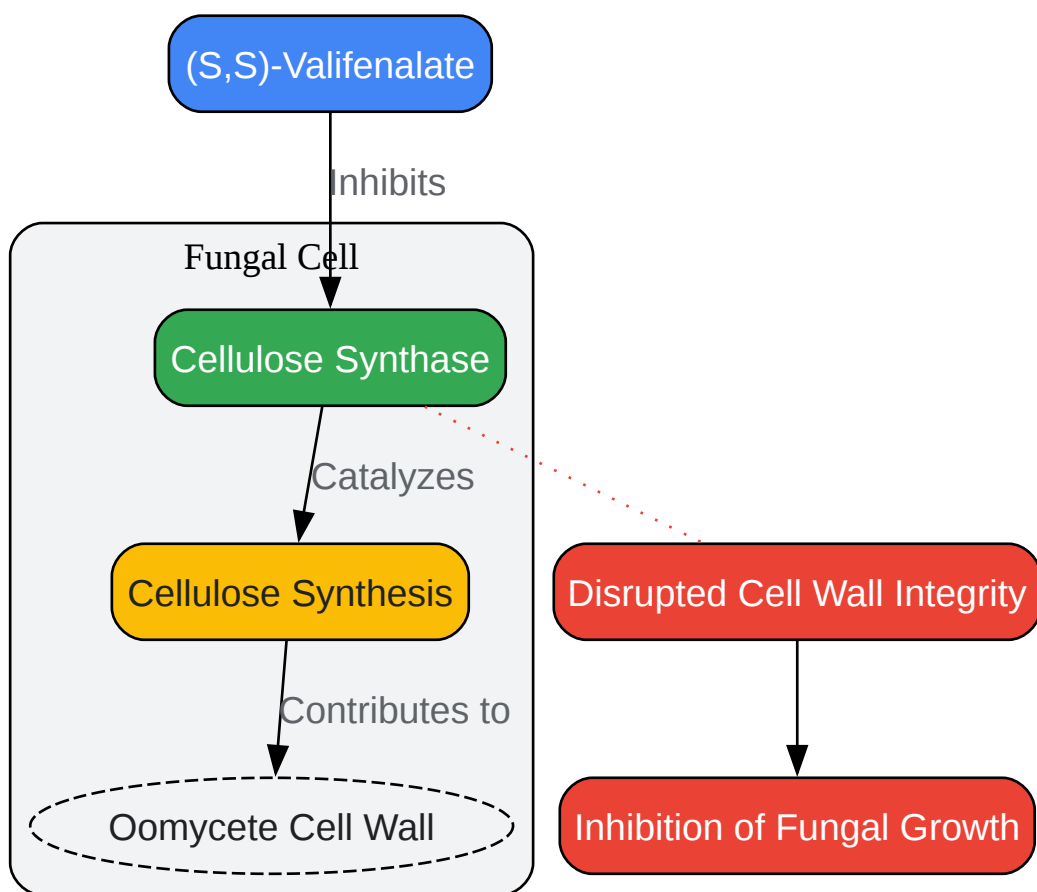 (S,S)-Valifenalate
Inhibits
Fungal Cell
Cellulose Synthase
Catalyzes
Cellulose Synthesis
Disrupted Cell Wall Integrity
Contributes to
Oomycete Cell Wall
Inhibition of Fungal Growth